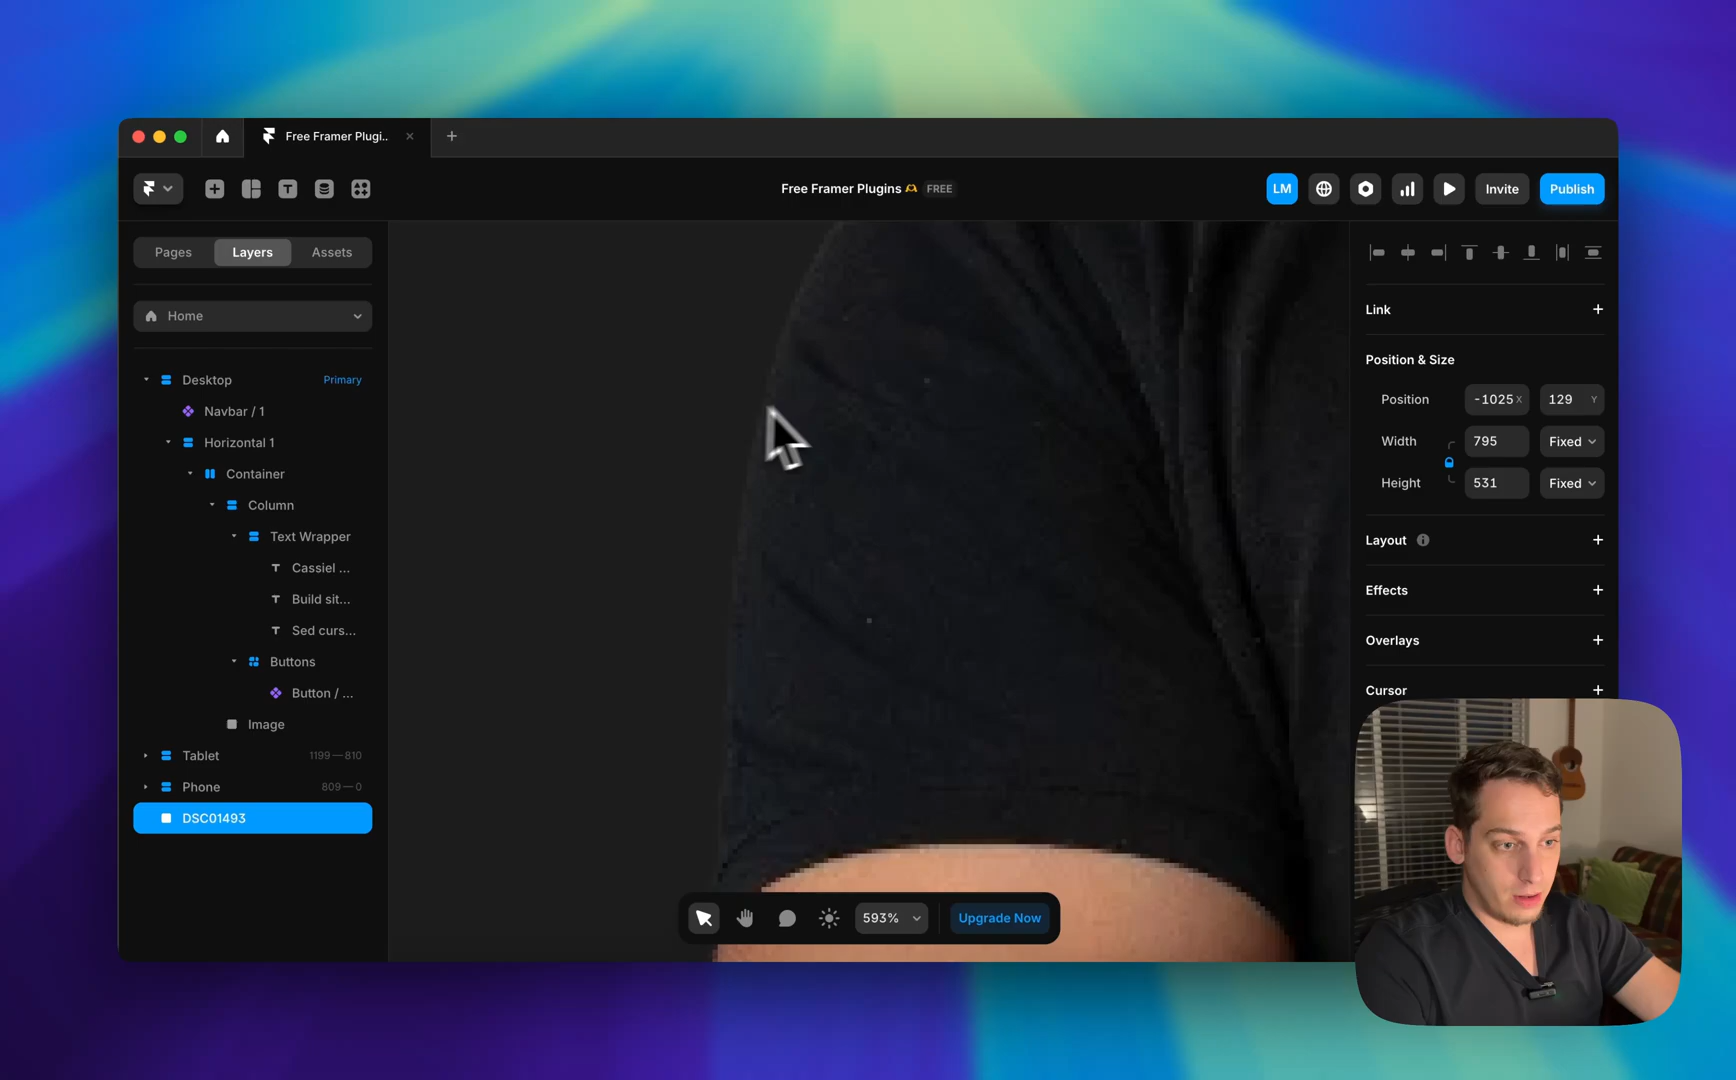 Free Framer Plugi..
Free Framer Plugins FREE
LM
Invite
Publish
Pages Layers Assets
Home
Desktop Primary
Navbar / 1
Horizontal 1
Container
Column
Text Wrapper
Cassiel ...
Build sit...
Sed curs...
Buttons
Button / ...
Image
Tablet 1199—810
Phone 809—0
DSC01493
593%
Upgrade Now
Link
Position & Size
Position -1025 X 129 Y
Width 795 Fixed
Height 531 Fixed
Layout
Effects
Overlays
Cursor